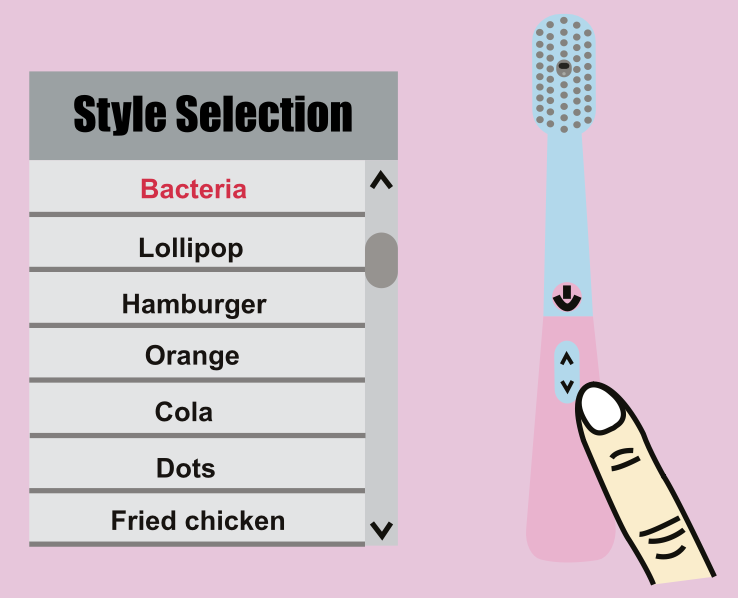 Style Selection
Bacteria
Lollipop
Hamburger
Orange
Cola
Dots
Fried chicken